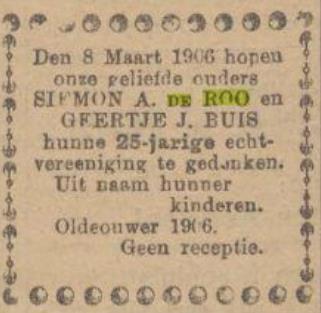 Den 8 Maart 1906 hopen
onze geliefde ouders
SIEMON A. DE ROO en
GEERTJE J. BUIS
hunne 25-jarige echt-
vereeniging te gedenken.
Uit naam hunner
kinderen.
Oldeouwer 1906.
Geen receptie.